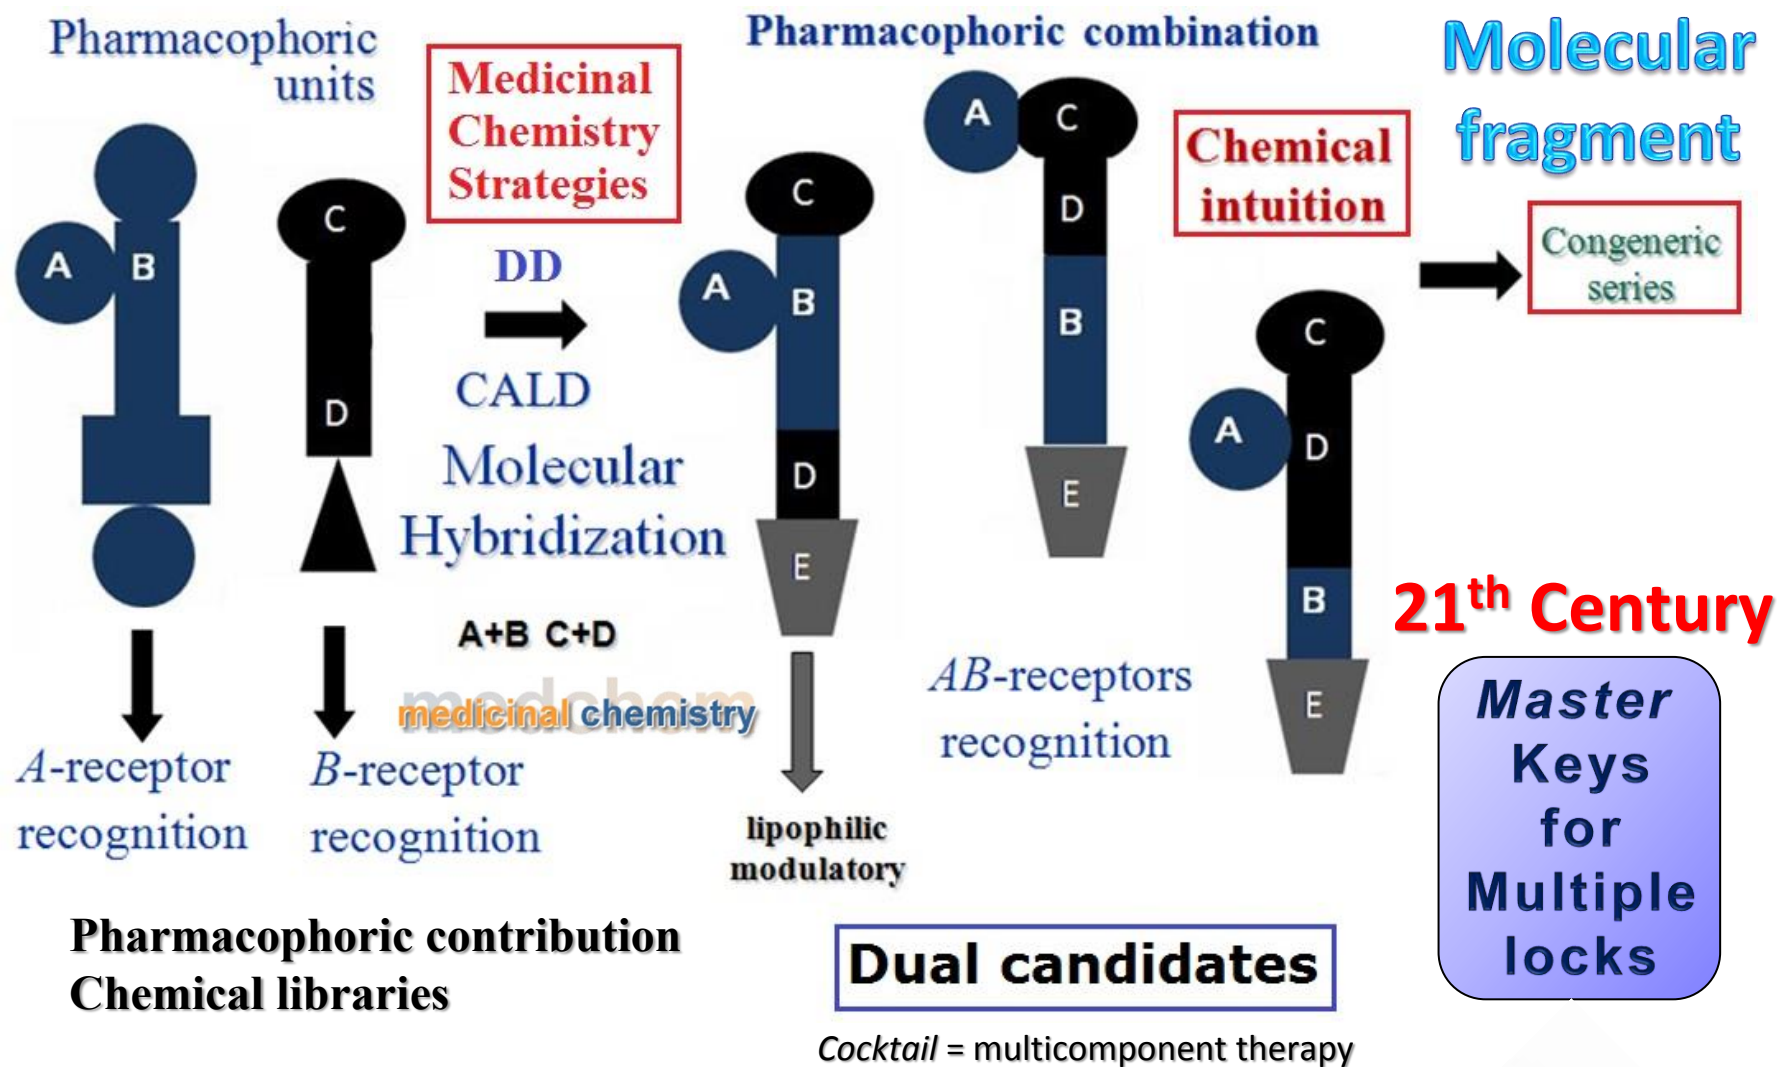 Pharmacophoric
units
A
B
C
D
A-receptor
recognition
B-receptor
recognition
Medicinal
Chemistry
Strategies
DD
CALD
Molecular
Hybridization
A+B C+D
medchem
medicinal chemistry
Pharmacophoric combination
C
A
B
D
E
lipophilic
modulatory
A
C
D
B
E
AB-receptors
recognition
Chemical
intuition
C
A
D
B
E
Molecular
fragment
Congeneric
series
21th Century
Master
Keys
for
Multiple
locks
Pharmacophoric contribution
Chemical libraries
Dual candidates
Cocktail = multicomponent therapy